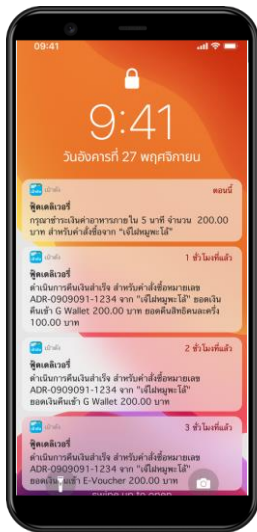 09:41
9:41
วันอังคารที่ 27 พฤศจิกายน
เป๋าตัง
ตอนนี้
ฟู้ดเดลิเวอรี่
กรุณาชำระเงินค่าอาหารภายใน 5 นาที จำนวน 200.00
บาท สำหรับคำสั่งซื้อจาก "เจ๊ไฝหมูพะโล้"
เป๋าตัง
1 ชั่วโมงที่แล้ว
ฟู้ดเดลิเวอรี่
ดำเนินการคืนเงินสำเร็จ สำหรับคำสั่งซื้อหมายเลข
ADR-0909091-1234 จาก "เจ๊ไฝหมูพะโล้" ยอดเงิน
คืนเข้า G Wallet 200.00 บาท ยอดคืนสิทธิคนละครึ่ง
100.00 บาท
เป๋าตัง
2 ชั่วโมงที่แล้ว
ฟู้ดเดลิเวอรี่
ดำเนินการคืนเงินสำเร็จ สำหรับคำสั่งซื้อหมายเลข
ADR-0909091-1234 จาก "เจ๊ไฝหมูพะโล้"
ยอดเงินคืนเข้า G Wallet 200.00 บาท
เป๋าตัง
3 ชั่วโมงที่แล้ว
ฟู้ดเดลิเวอรี่
ดำเนินการคืนเงินสำเร็จ สำหรับคำสั่งซื้อหมายเลข
ADR-0909091-1234 จาก "เจ๊ไฝหมูพะโล้"
ยอดเงินคืนเข้า E-Voucher 200.00 บาท
swipe up to open